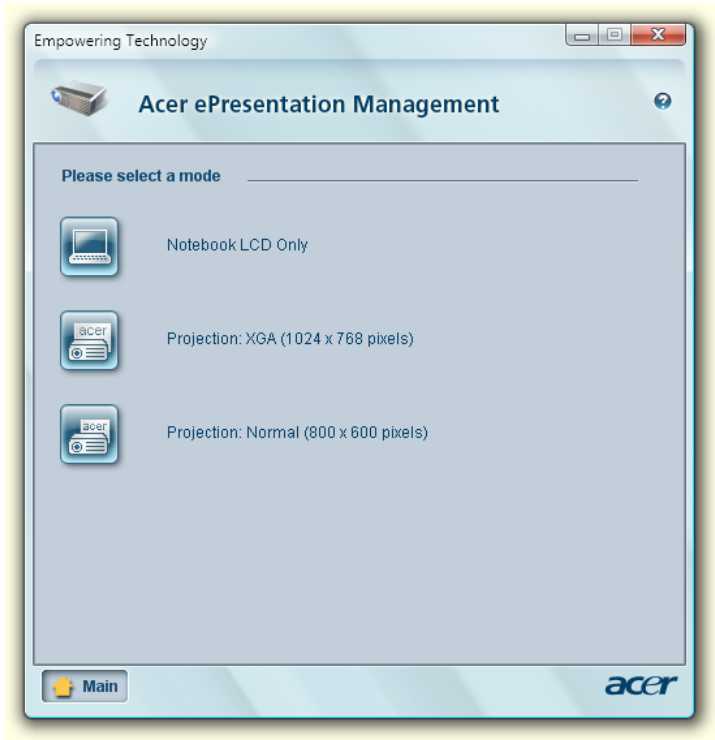 Empowering Technology
Acer ePresentation Management
?
Please select a mode
Notebook LCD Only
acer
Projection: XGA (1024 x 768 pixels)
acer
Projection: Normal (800 x 600 pixels)
Main
acer